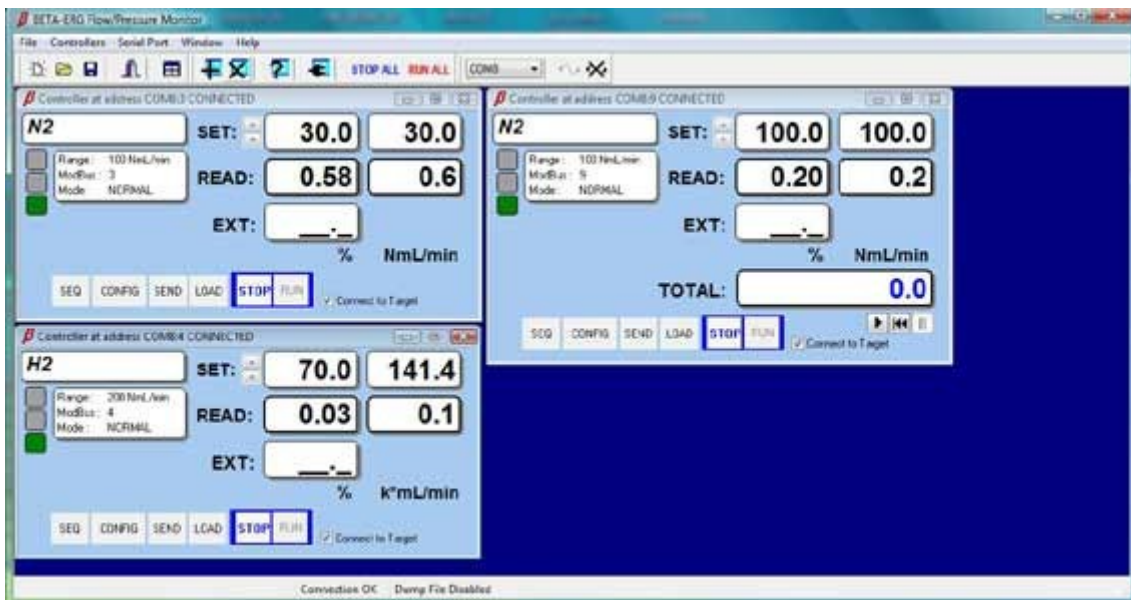 β BETA-ERG Flow/Pressure Monitor
File Controllers Serial Port Window Help
STOP ALL RUN ALL COM8
β Controller at address COM8:3 CONNECTED
N2
SET: 30.0 30.0
Range : 100 NmL/min
ModBus : 3
Mode : NORMAL
READ: 0.58 0.6
EXT: __._
% NmL/min
SEQ CONFIG SEND LOAD STOP RUN
Connect to Target
β Controller at address COM8:9 CONNECTED
N2
SET: 100.0 100.0
Range : 100 NmL/min
ModBus : 9
Mode : NORMAL
READ: 0.20 0.2
EXT: __._
% NmL/min
TOTAL: 0.0
SEQ CONFIG SEND LOAD STOP RUN
Connect to Target
β Controller at address COM8:4 CONNECTED
H2
SET: 70.0 141.4
Range : 200 NmL/min
ModBus : 4
Mode : NORMAL
READ: 0.03 0.1
EXT: __._
% k*mL/min
SEQ CONFIG SEND LOAD STOP RUN
Connect to Target
Connection OK Dump File Disabled